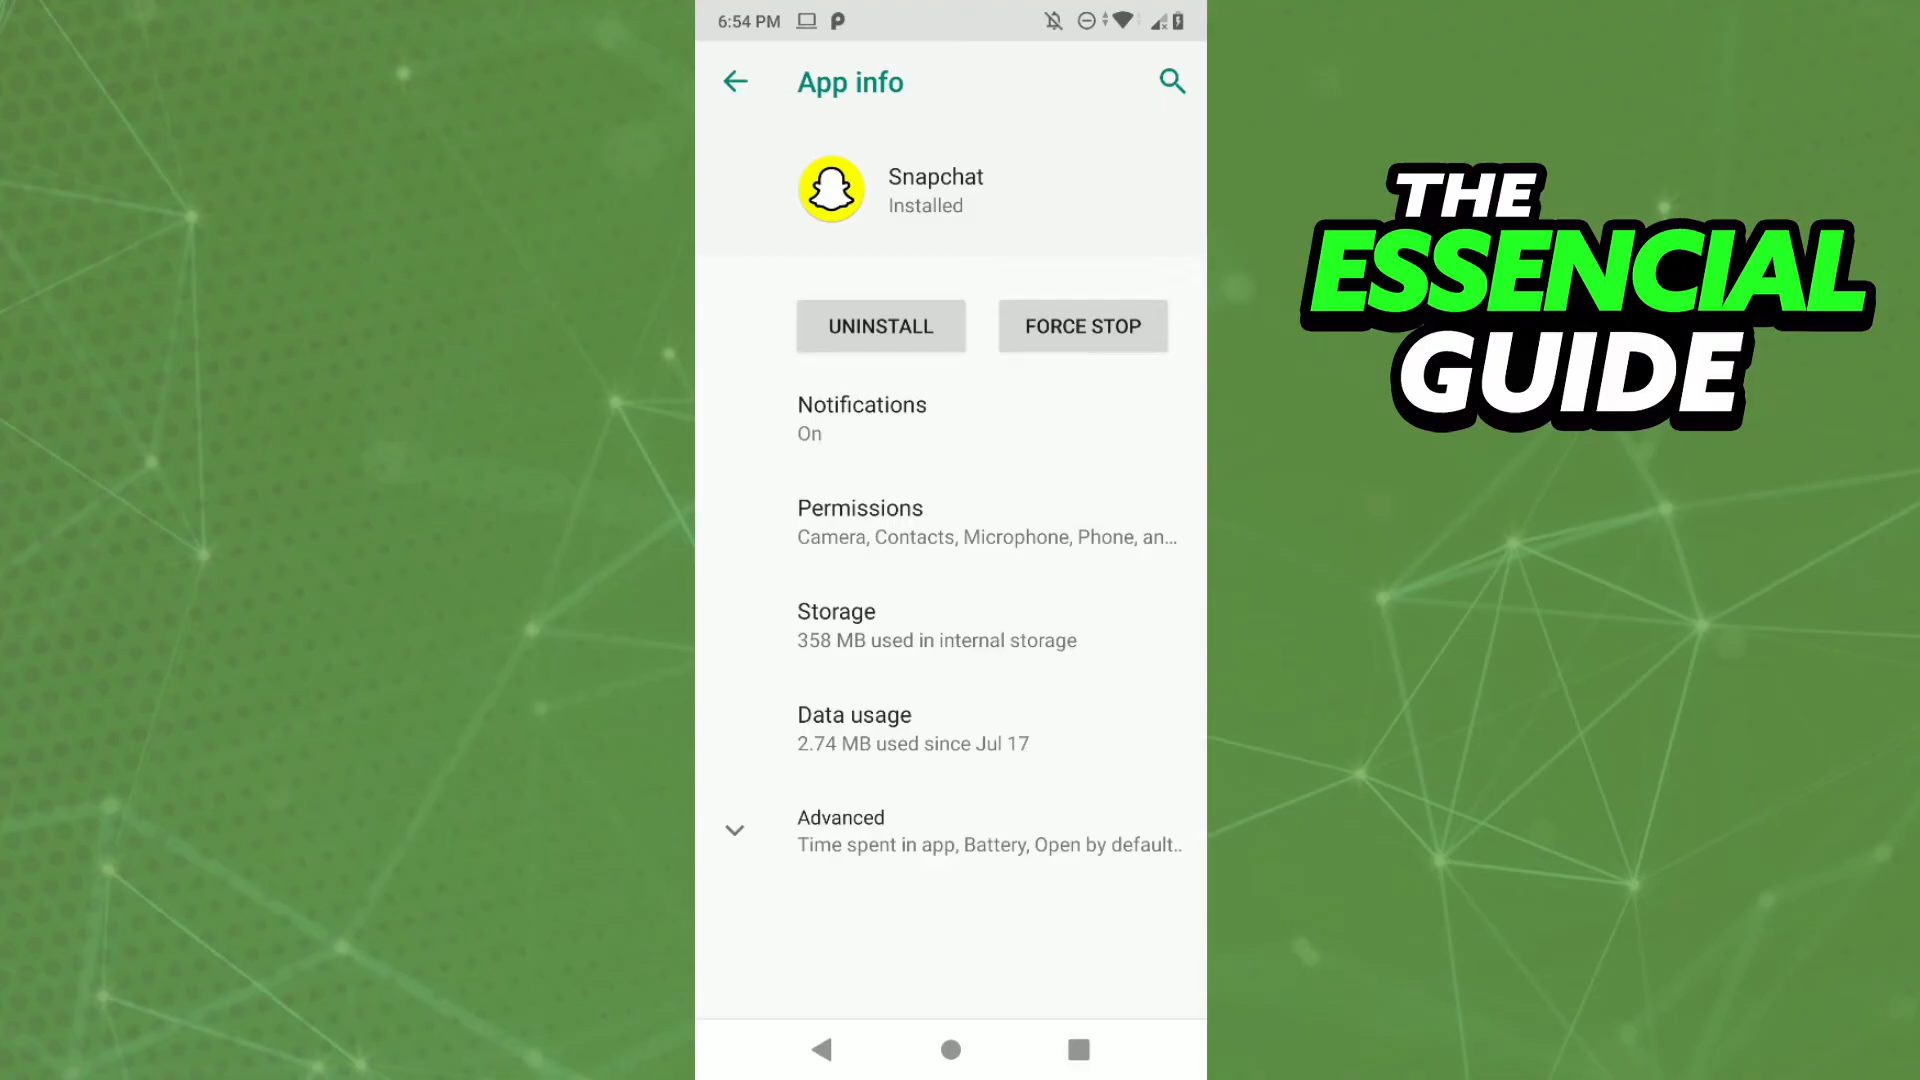 6:54 PM
App info
Snapchat
Installed
UNINSTALL
FORCE STOP
Notifications
On
Permissions
Camera, Contacts, Microphone, Phone, an...
Storage
358 MB used in internal storage
Data usage
2.74 MB used since Jul 17
Advanced
Time spent in app, Battery, Open by default..
THE
ESSENCIAL
GUIDE